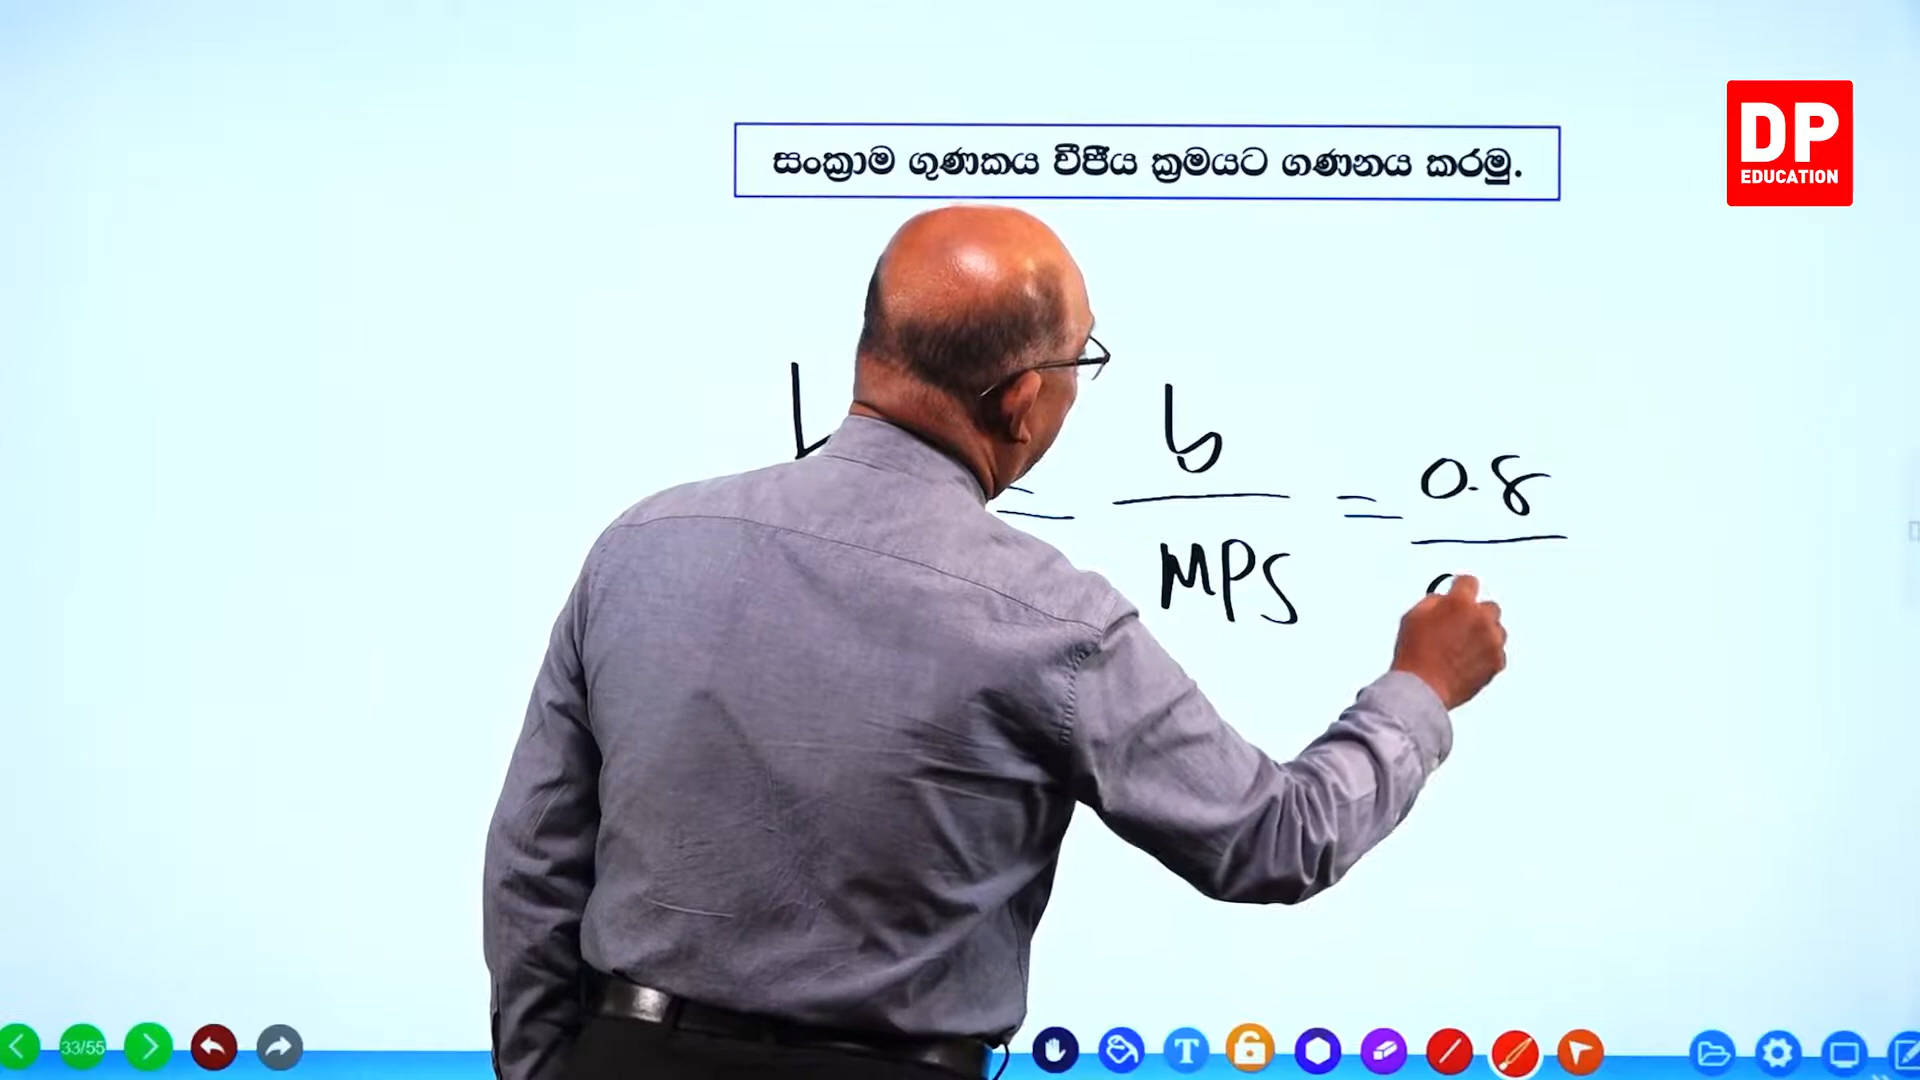 DP
EDUCATION
සංක්‍රාම ගුණකය වීජීය ක්‍රමයට ගණනය කරමු.
= b / MPS = 0.8
33/55
T